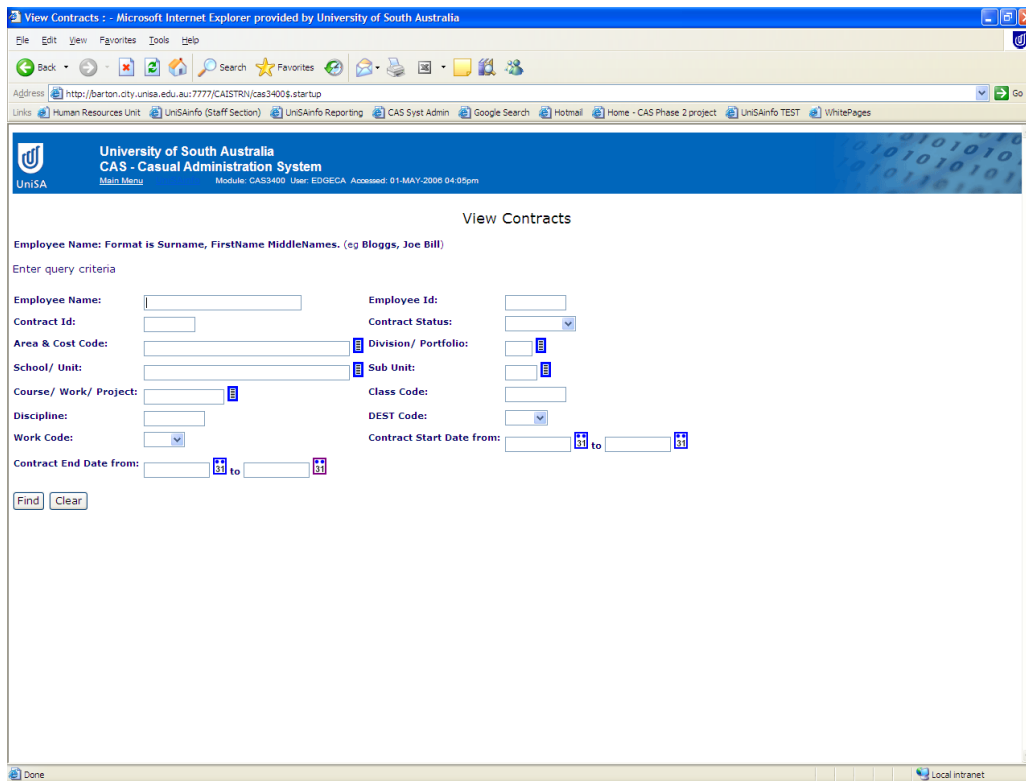 View Contracts : - Microsoft Internet Explorer provided by University of South Australia
File Edit View Favorites Tools Help
Back Search Favorites
Address http://barton.city.unisa.edu.au:7777/CAISTRN/cas3400$.startup Go
Links Human Resources Unit UniSAinfo (Staff Section) UniSAinfo Reporting CAS Syst Admin Google Search Hotmail Home - CAS Phase 2 project UniSAinfo TEST WhitePages
University of South Australia
CAS - Casual Administration System
UniSA Main Menu Module: CAS3400 User: EDGECA Accessed: 01-MAY-2006 04:05pm
View Contracts
Employee Name: Format is Surname, FirstName MiddleNames. (eg Bloggs, Joe Bill)
Enter query criteria
Employee Name: Employee Id:
Contract Id: Contract Status:
Area & Cost Code: Division/ Portfolio:
School/ Unit: Sub Unit:
Course/ Work/ Project: Class Code:
Discipline: DEST Code:
Work Code: Contract Start Date from: 31 to 31
Contract End Date from: 31 to 31
Find Clear
Done Local intranet